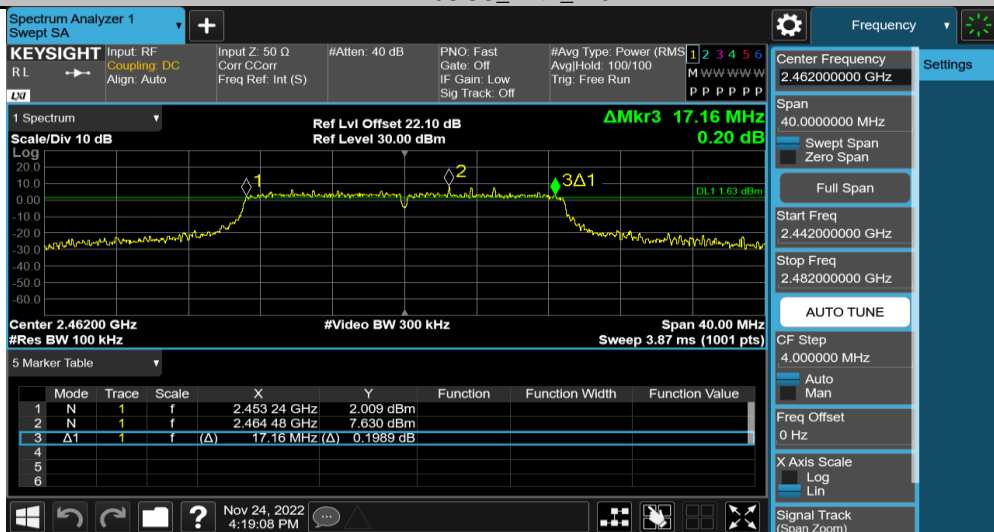 Spectrum Analyzer 1
Swept SA
Frequency
KEYSIGHT
RL
LXI
Input: RF
Coupling: DC
Align: Auto
Input Z: 50 Ω
Corr CCorr
Freq Ref: Int (S)
#Atten: 40 dB
PNO: Fast
Gate: Off
IF Gain: Low
Sig Track: Off
#Avg Type: Power (RMS
Avg|Hold: 100/100
Trig: Free Run
1 2 3 4 5 6
M W W W W W
P P P P P P
Center Frequency
2.462000000 GHz
Settings
Span
40.0000000 MHz
Swept Span
Zero Span
Full Span
Start Freq
2.442000000 GHz
Stop Freq
2.482000000 GHz
AUTO TUNE
CF Step
4.000000 MHz
Auto
Man
Freq Offset
0 Hz
X Axis Scale
Log
Lin
Signal Track
(Span Zoom)
1 Spectrum
Scale/Div 10 dB
Ref Lvl Offset 22.10 dB
Ref Level 30.00 dBm
ΔMkr3 17.16 MHz
0.20 dB
Log
20.0
10.0
0.00
-10.0
-20.0
-30.0
-40.0
-50.0
-60.0
1
2
3Δ1
DL1 1.63 dBm
Center 2.46200 GHz
#Video BW 300 kHz
Span 40.00 MHz
#Res BW 100 kHz
Sweep 3.87 ms (1001 pts)
5 Marker Table
Mode Trace Scale X Y Function Function Width Function Value
1 N 1 f 2.453 24 GHz 2.009 dBm
2 N 1 f 2.464 48 GHz 7.630 dBm
3 Δ1 1 f (Δ) 17.16 MHz (Δ) 0.1989 dB
4
5
6
?
Nov 24, 2022
4:19:08 PM